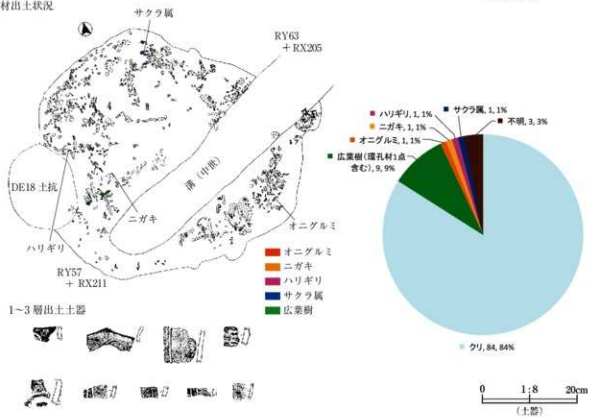 材出土状況
サクラ属
RY63
+ RX205
DE18 土抗
溝（中世）
ニガキ
ハリギリ
オニグルミ
RY57
+ RX211
オニグルミ
ニガキ
ハリギリ
サクラ属
広葉樹
ハリギリ, 1, 1%
サクラ属, 1, 1%
ニガキ, 1, 1%
不明, 3, 3%
オニグルミ, 1, 1%
広葉樹（環孔材1点
含む）, 9, 9%
クリ, 84, 84%
1~3 層出土土器
0 1:8 20cm
（土器）